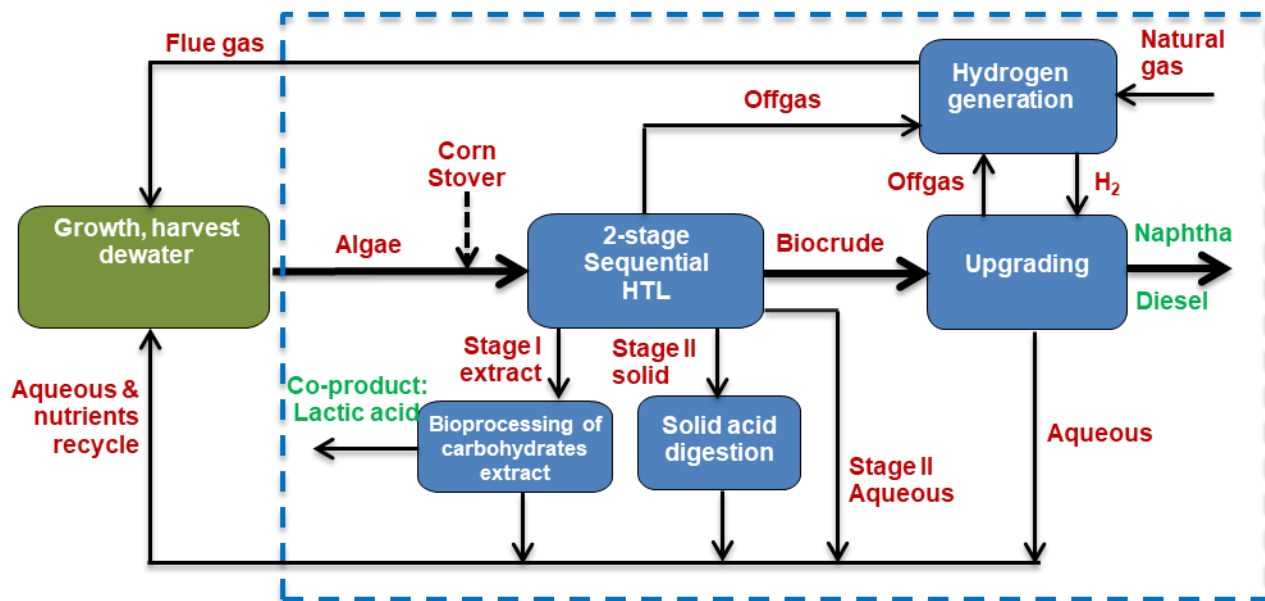 Flue gas
Natural
gas
Hydrogen
generation
Offgas
Corn
Stover
Offgas
H2
Growth, harvest
dewater
Algae
2-stage
Sequential
HTL
Biocrude
Upgrading
Naphtha
Diesel
Stage I
extract
Stage II
solid
Co-product:
Lactic acid
Aqueous &
nutrients
recycle
Bioprocessing of
carbohydrates
extract
Solid acid
digestion
Stage II
Aqueous
Aqueous